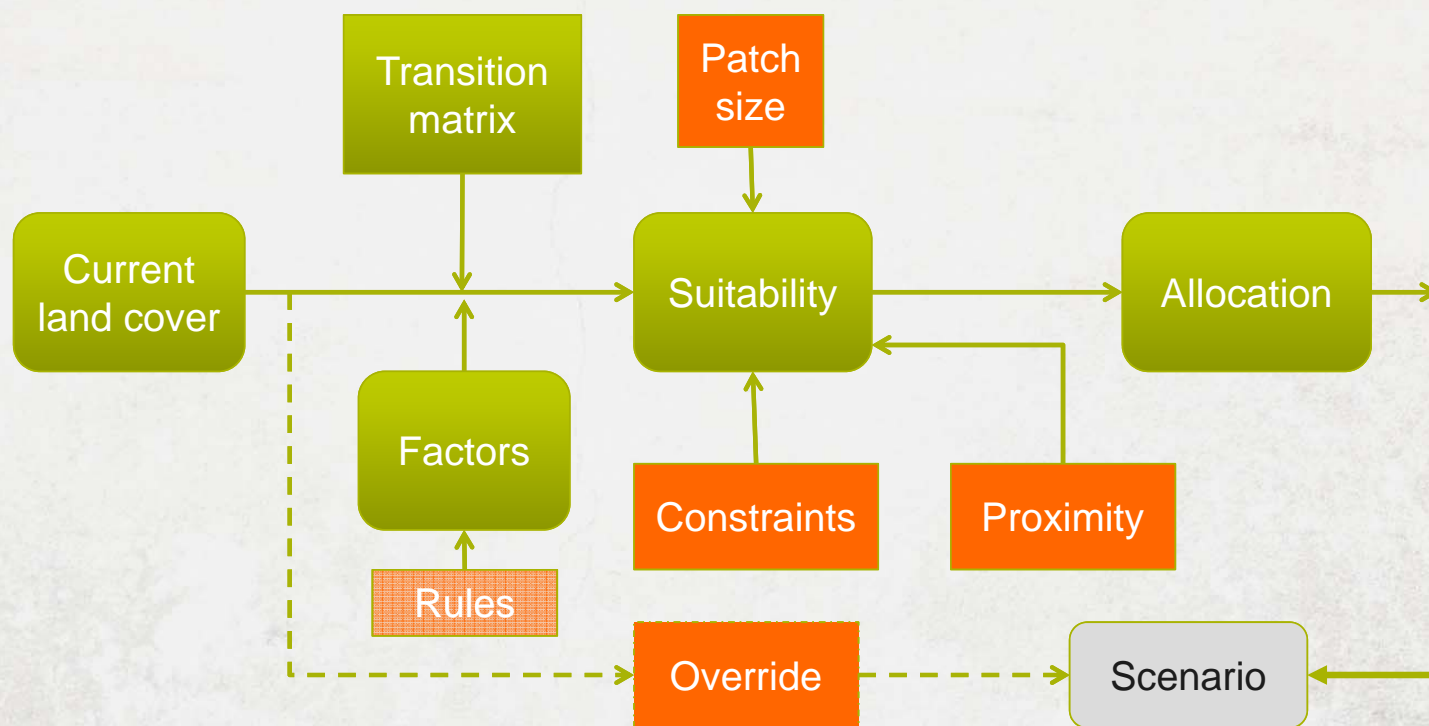 Transition
matrix
Patch
size
Current
land cover
Suitability
Allocation
Factors
Constraints
Proximity
Rules
Override
Scenario